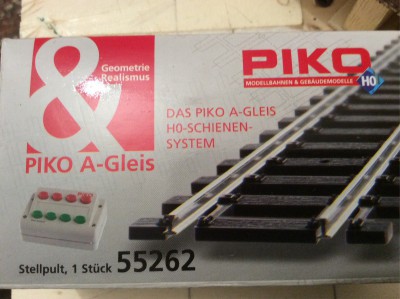 &
Geometrie
Realismus
PIKO A-Gleis
PIKO
MODELLBAHNEN & GEBÄUDEMODELLE
H0
DAS PIKO A-GLEIS
H0-SCHIENEN-
SYSTEM
Stellpult, 1 Stück 55262